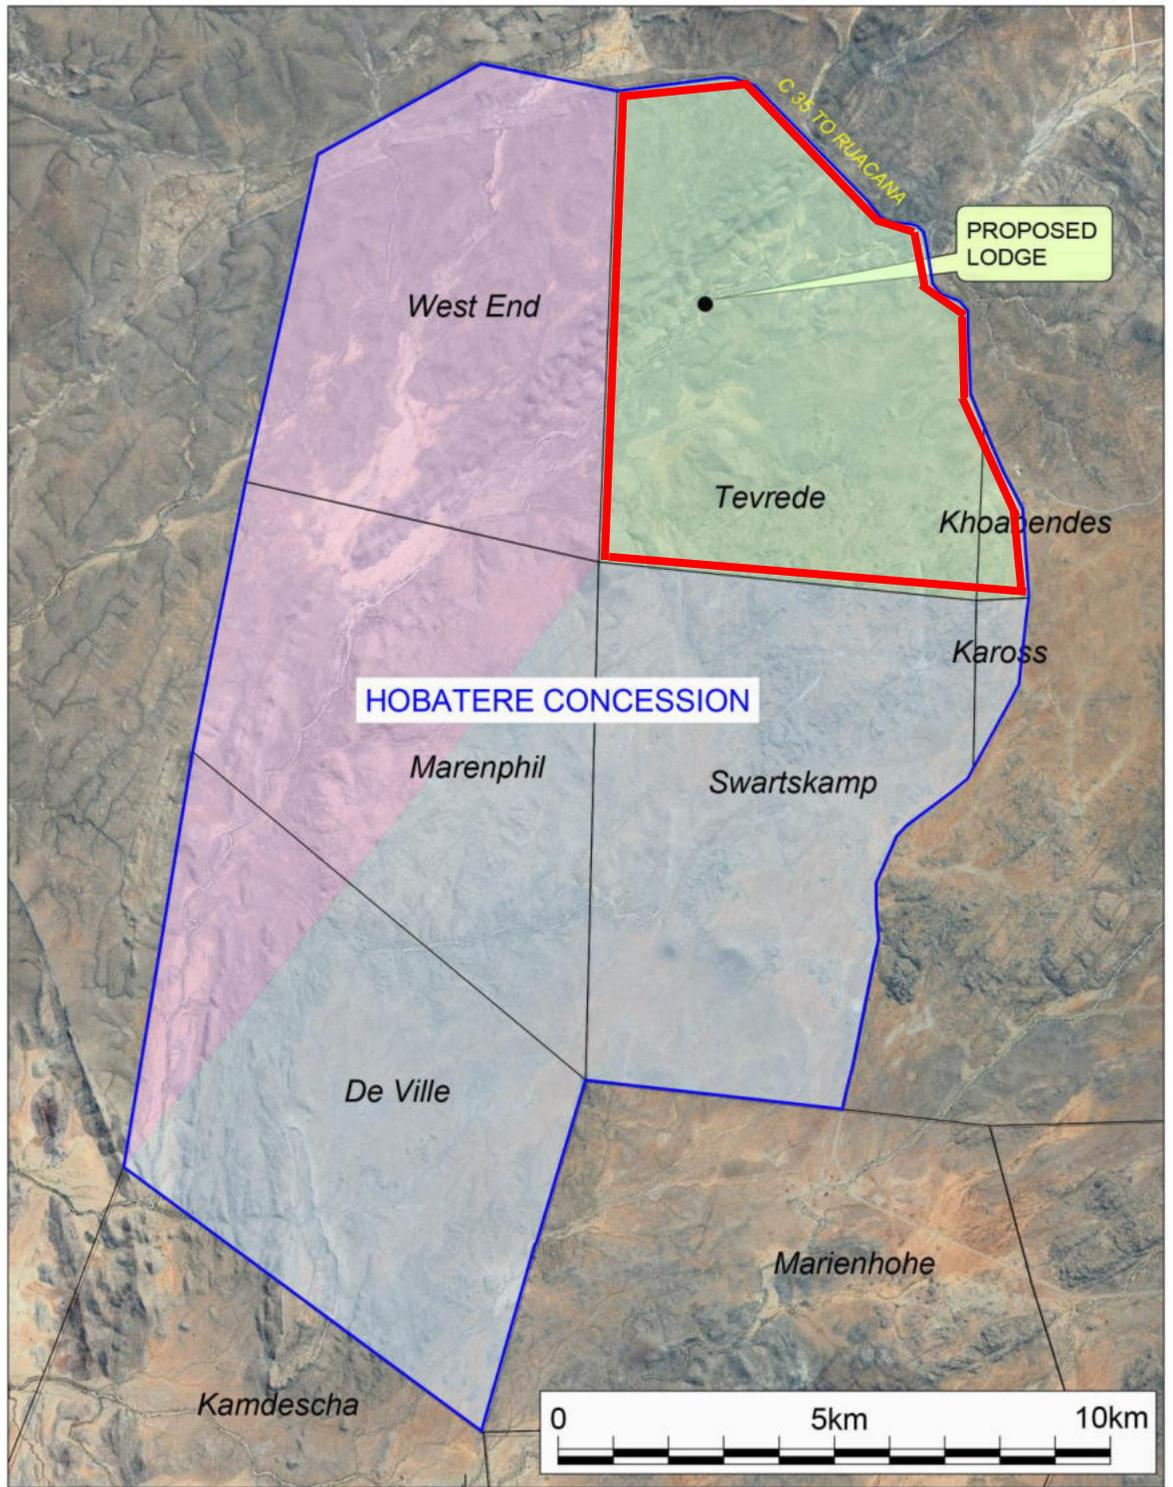 C 35 TO RUACANA
PROPOSED
LODGE
West End
Tevrede
Khoabendes
Kaross
HOBATERE CONCESSION
Marenphil
Swartskamp
De Ville
Marienhohe
Kamdescha
0 5km 10km